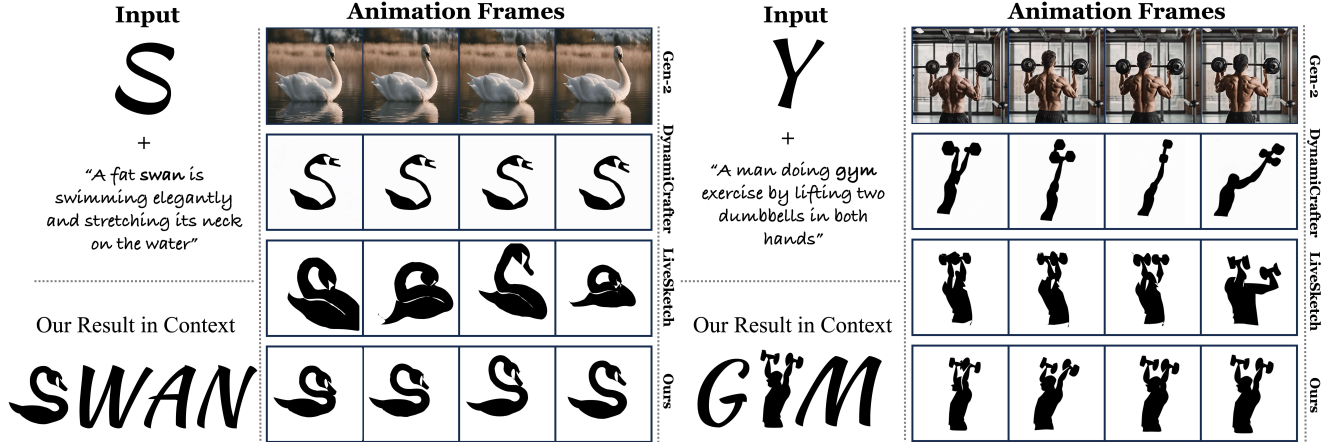 Input
S
+
“A fat swan is
swimming elegantly
and stretching its neck
on the water”
Our Result in Context
SWAN
Animation Frames
Gen-2
DynamiCrafter
LiveSketch
Ours
Input
Y
+
“A man doing gym
exercise by lifting two
dumbbells in both
hands”
Our Result in Context
GYM
Animation Frames
Gen-2
DynamiCrafter
LiveSketch
Ours